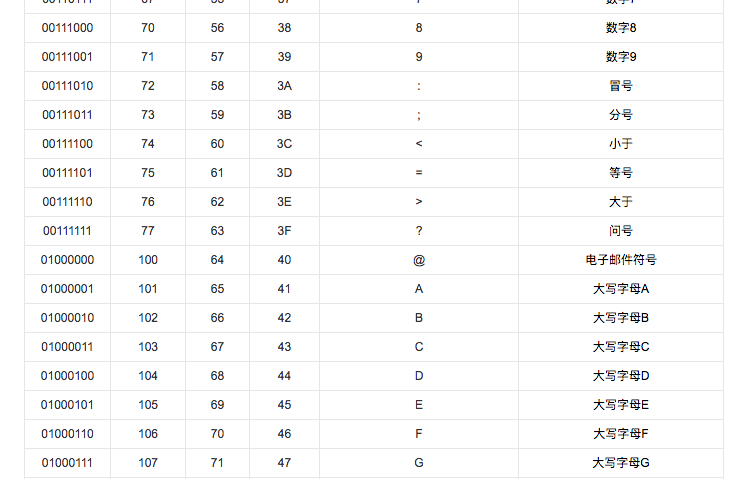 00111000 70 56 38 8 数字8
00111001 71 57 39 9 数字9
00111010 72 58 3A : 冒号
00111011 73 59 3B ; 分号
00111100 74 60 3C < 小于
00111101 75 61 3D = 等号
00111110 76 62 3E > 大于
00111111 77 63 3F ? 问号
01000000 100 64 40 @ 电子邮件符号
01000001 101 65 41 A 大写字母A
01000010 102 66 42 B 大写字母B
01000011 103 67 43 C 大写字母C
01000100 104 68 44 D 大写字母D
01000101 105 69 45 E 大写字母E
01000110 106 70 46 F 大写字母F
01000111 107 71 47 G 大写字母G